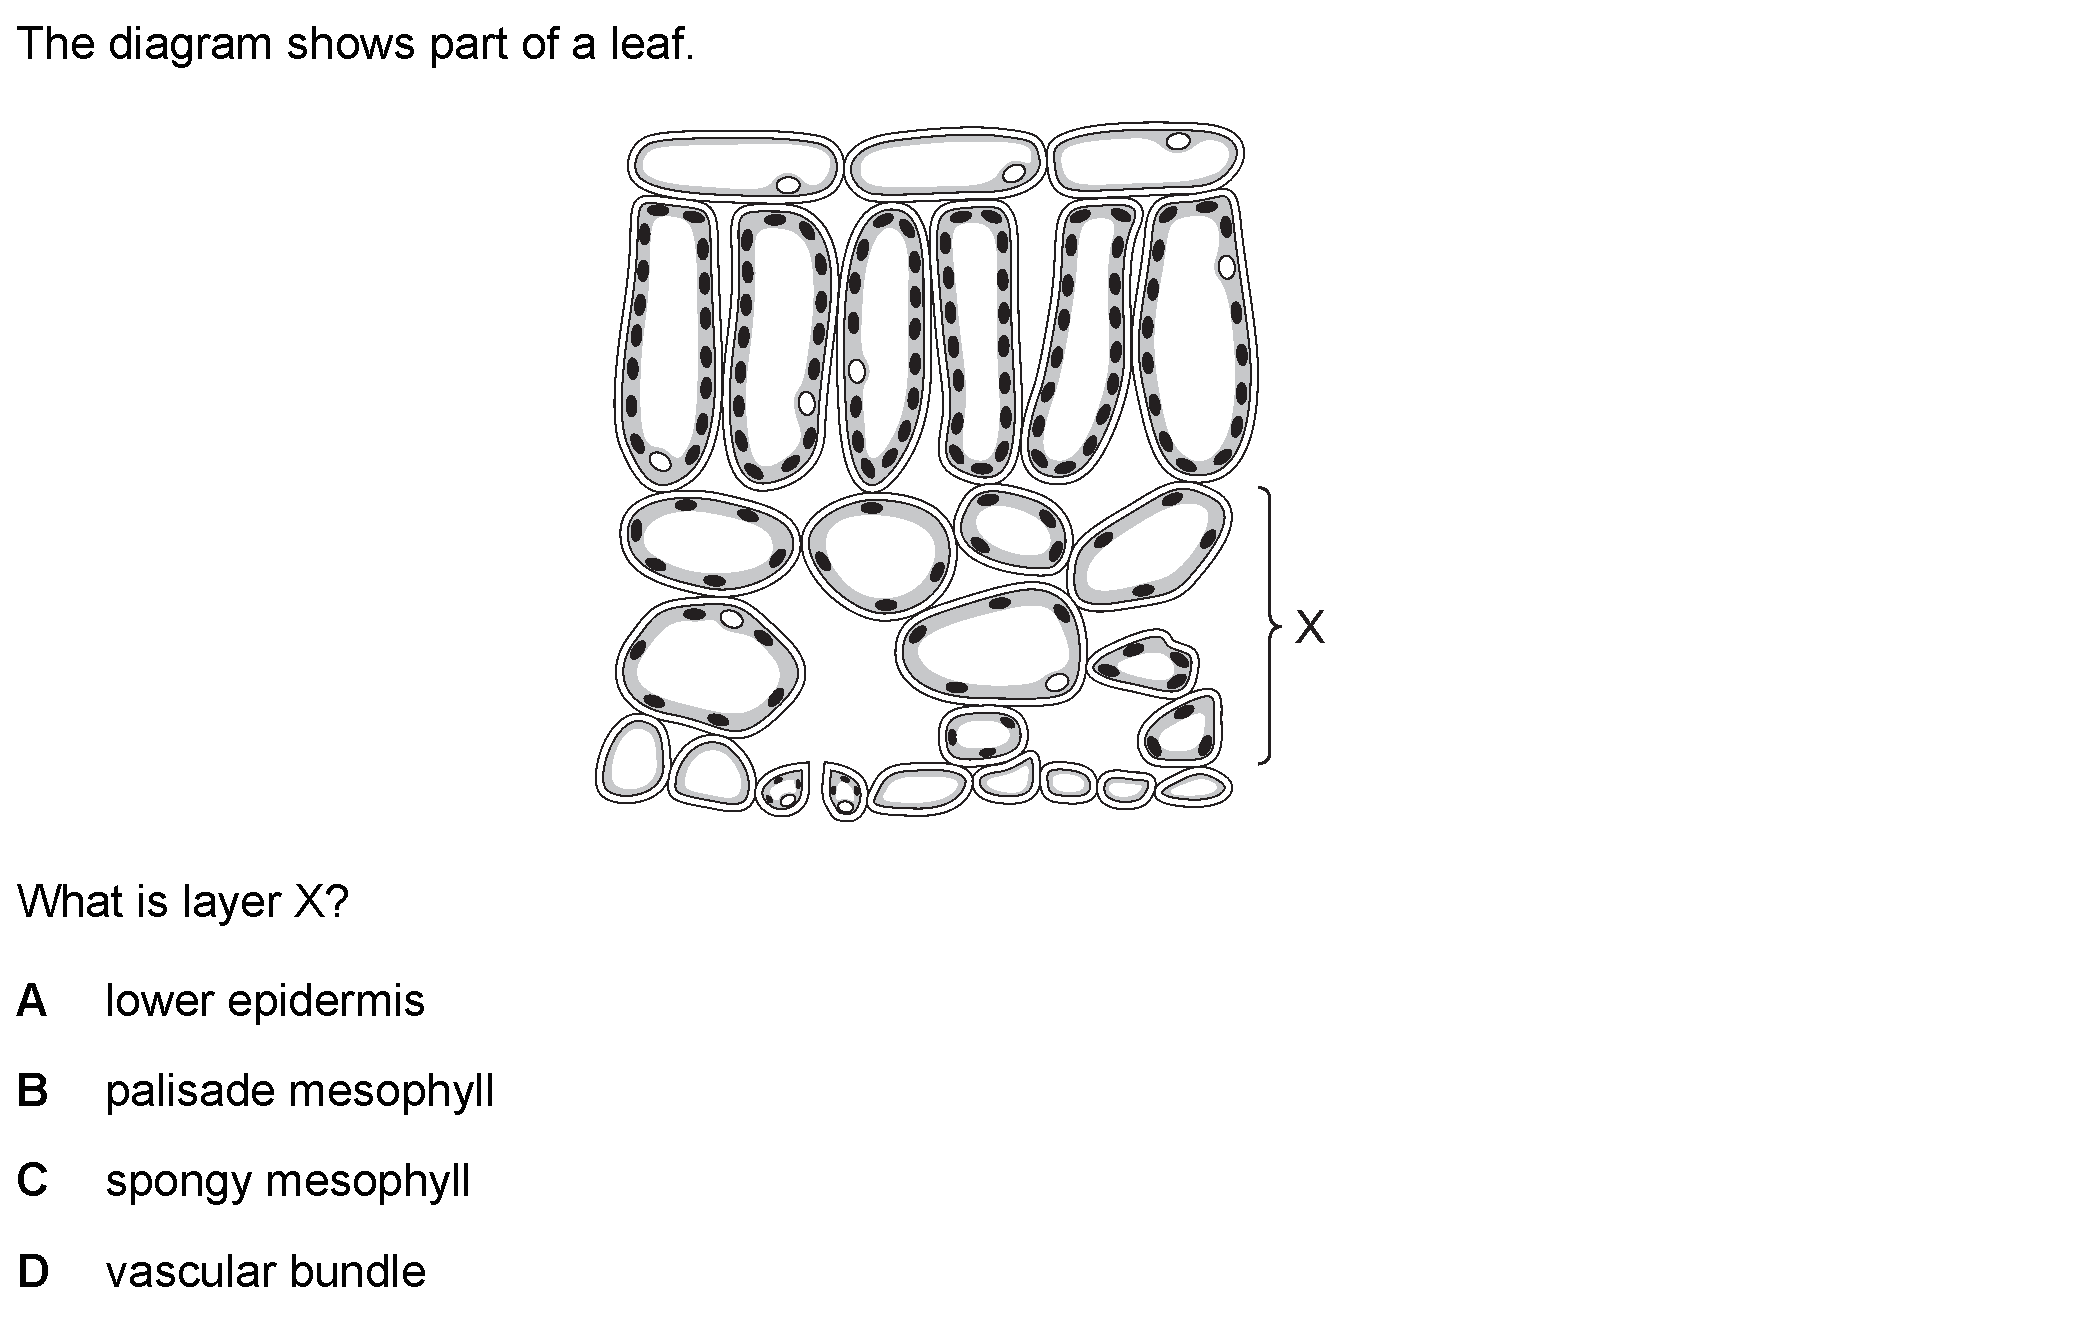 The diagram shows part of a leaf.
X
What is layer X?
A lower epidermis
B palisade mesophyll
C spongy mesophyll
D vascular bundle